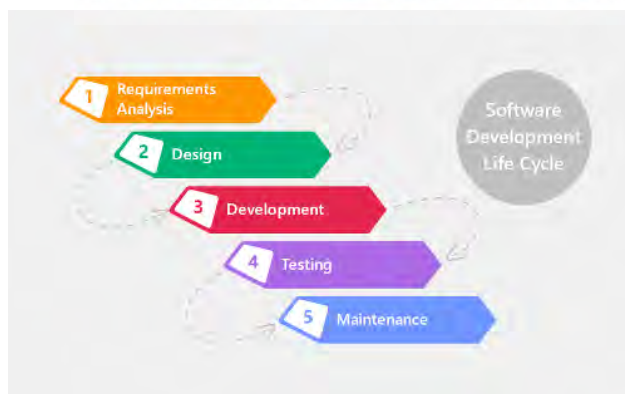 1
Requirements
Analysis
Software
Development
Life Cycle
2
Design
3
Development
4
Testing
5
Maintenance